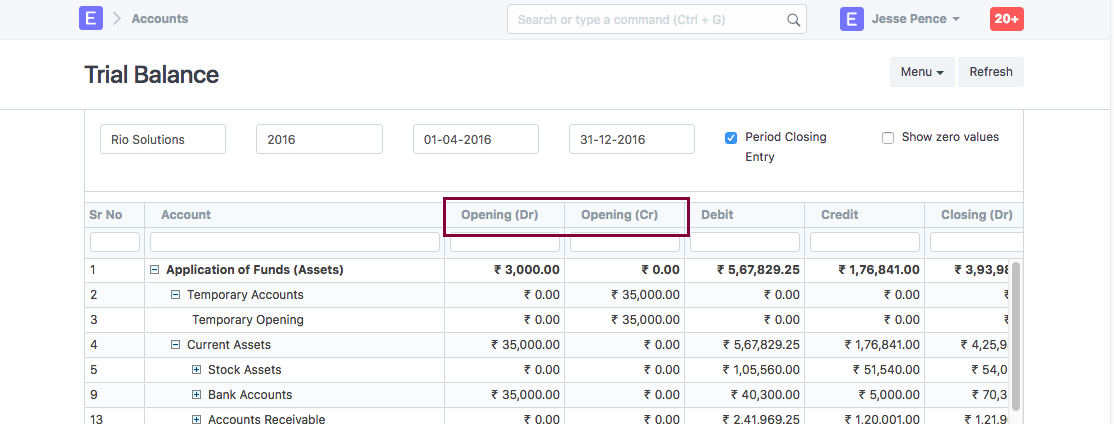 E Accounts Search or type a command (Ctrl + G) E Jesse Pence 20+
Trial Balance Menu Refresh
Rio Solutions 2016 01-04-2016 31-12-2016 Period Closing Show zero values
Entry
Sr No Account Opening (Dr) Opening (Cr) Debit Credit Closing (Dr)
1 Application of Funds (Assets) ₹ 3,000.00 ₹ 0.00 ₹ 5,67,829.25 ₹ 1,76,841.00 ₹ 3,93,98
2 Temporary Accounts ₹ 0.00 ₹ 35,000.00 ₹ 0.00 ₹ 0.00 ₹
3 Temporary Opening ₹ 0.00 ₹ 35,000.00 ₹ 0.00 ₹ 0.00 ₹
4 Current Assets ₹ 35,000.00 ₹ 0.00 ₹ 5,67,829.25 ₹ 1,76,841.00 ₹ 4,25,9
5 Stock Assets ₹ 0.00 ₹ 0.00 ₹ 1,05,560.00 ₹ 51,540.00 ₹ 54,0
9 Bank Accounts ₹ 35,000.00 ₹ 0.00 ₹ 40,300.00 ₹ 5,000.00 ₹ 70,3
13 Accounts Receivable ₹ 0.00 ₹ 0.00 ₹ 2,41,969.25 ₹ 1,20,001.00 ₹ 1,21,9